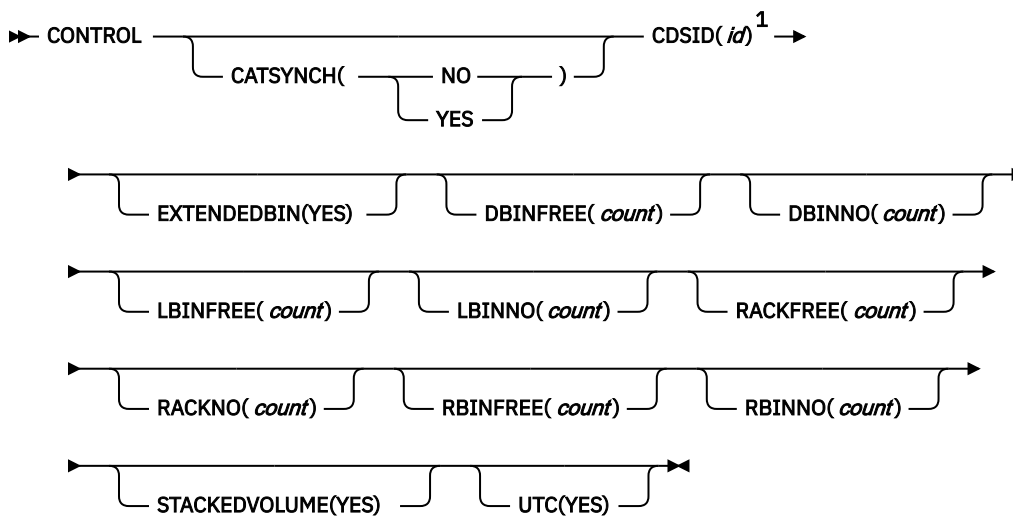 CONTROL CATSYNCH( NO ) CDSID( id) 1
YES
EXTENDEDBIN(YES) DBINFREE( count) DBINNO( count)
LBINFREE( count) LBINNO( count) RACKFREE( count)
RACKNO( count) RBINFREE( count) RBINNO( count)
STACKEDVOLUME(YES) UTC(YES)